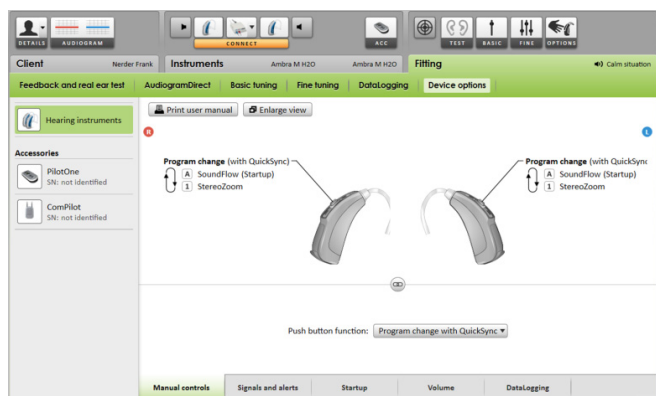 DETAILS AUDIOGRAM CONNECT ACC TEST BASIC FINE OPTIONS
Client Nerder Frank Instruments Ambra M H2O Ambra M H2O Fitting Calm situation
Feedback and real ear test AudiogramDirect Basic tuning Fine tuning DataLogging Device options
Print user manual Enlarge view
Hearing instruments
R L
Accessories
PilotOne
SN: not identified
ComPilot
SN: not identified
Program change (with QuickSync)
A SoundFlow (Startup)
1 StereoZoom
Program change (with QuickSync
A SoundFlow (Startup)
1 StereoZoom
Push button function: Program change with QuickSync
Manual controls Signals and alerts Startup Volume DataLogging